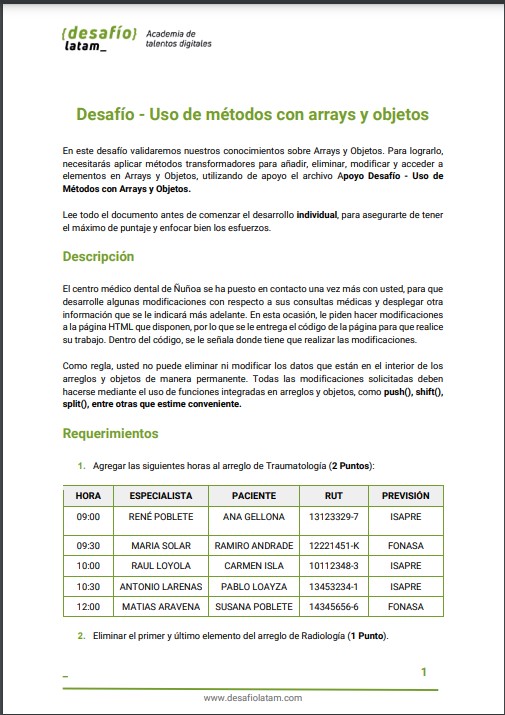 {desafío}
latam_
Academia de
talentos digitales
Desafío - Uso de métodos con arrays y objetos
En este desafío validaremos nuestros conocimientos sobre Arrays y Objetos. Para lograrlo,
necesitarás aplicar métodos transformadores para añadir, eliminar, modificar y acceder a
elementos en Arrays y Objetos, utilizando de apoyo el archivo Apoyo Desafío - Uso de
Métodos con Arrays y Objetos.
Lee todo el documento antes de comenzar el desarrollo individual, para asegurarte de tener
el máximo de puntaje y enfocar bien los esfuerzos.
Descripción
El centro médico dental de Ñuñoa se ha puesto en contacto una vez más con usted, para que
desarrolle algunas modificaciones con respecto a sus consultas médicas y desplegar otra
información que se le indicará más adelante. En esta ocasión, le piden hacer modificaciones
a la página HTML que disponen, por lo que se le entrega el código de la página para que realice
su trabajo. Dentro del código, se le señala donde tiene que realizar las modificaciones.
Como regla, usted no puede eliminar ni modificar los datos que están en el interior de los
arreglos y objetos de manera permanente. Todas las modificaciones solicitadas deben
hacerse mediante el uso de funciones integradas en arreglos y objetos, como push(), shift(),
split(), entre otras que estime conveniente.
Requerimientos
1. Agregar las siguientes horas al arreglo de Traumatología (2 Puntos):
HORA ESPECIALISTA PACIENTE RUT PREVISIÓN
09:00 RENÉ POBLETE ANA GELLONA 13123329-7 ISAPRE
09:30 MARIA SOLAR RAMIRO ANDRADE 12221451-K FONASA
10:00 RAUL LOYOLA CARMEN ISLA 10112348-3 ISAPRE
10:30 ANTONIO LARENAS PABLO LOAYZA 13453234-1 ISAPRE
12:00 MATIAS ARAVENA SUSANA POBLETE 14345656-6 FONASA
2. Eliminar el primer y último elemento del arreglo de Radiología (1 Punto).
_ 1
www.desafiolatam.com